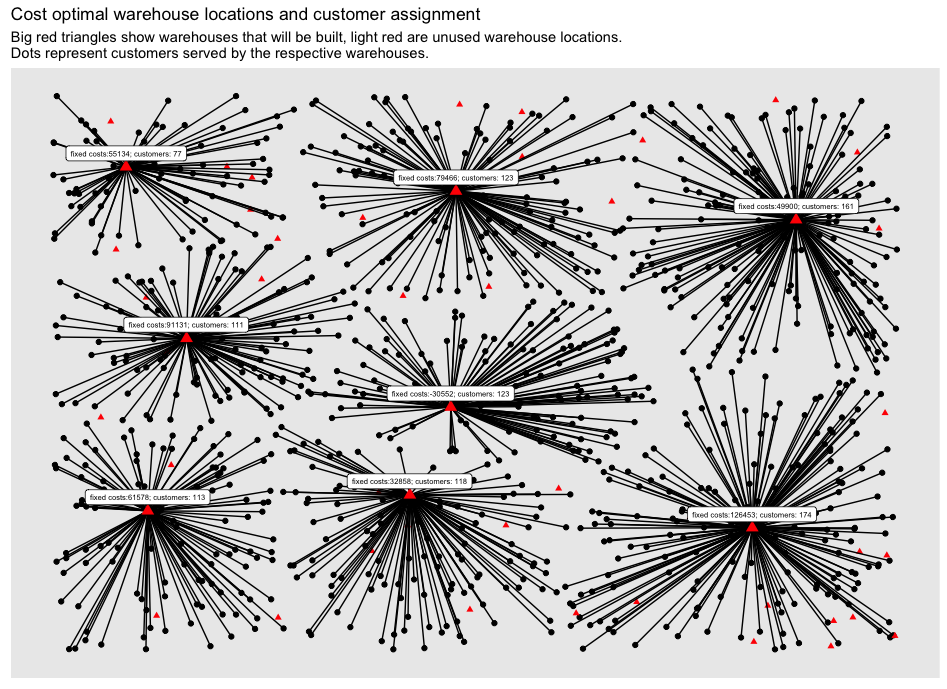 Cost optimal warehouse locations and customer assignment
Big red triangles show warehouses that will be built, light red are unused warehouse locations.
Dots represent customers served by the respective warehouses.
fixed costs:55134; customers: 77
fixed costs:79466; customers: 123
fixed costs:49900; customers: 161
fixed costs:91131; customers: 111
fixed costs:-30552; customers: 123
fixed costs:32858; customers: 118
fixed costs:61578; customers: 113
fixed costs:126453; customers: 174